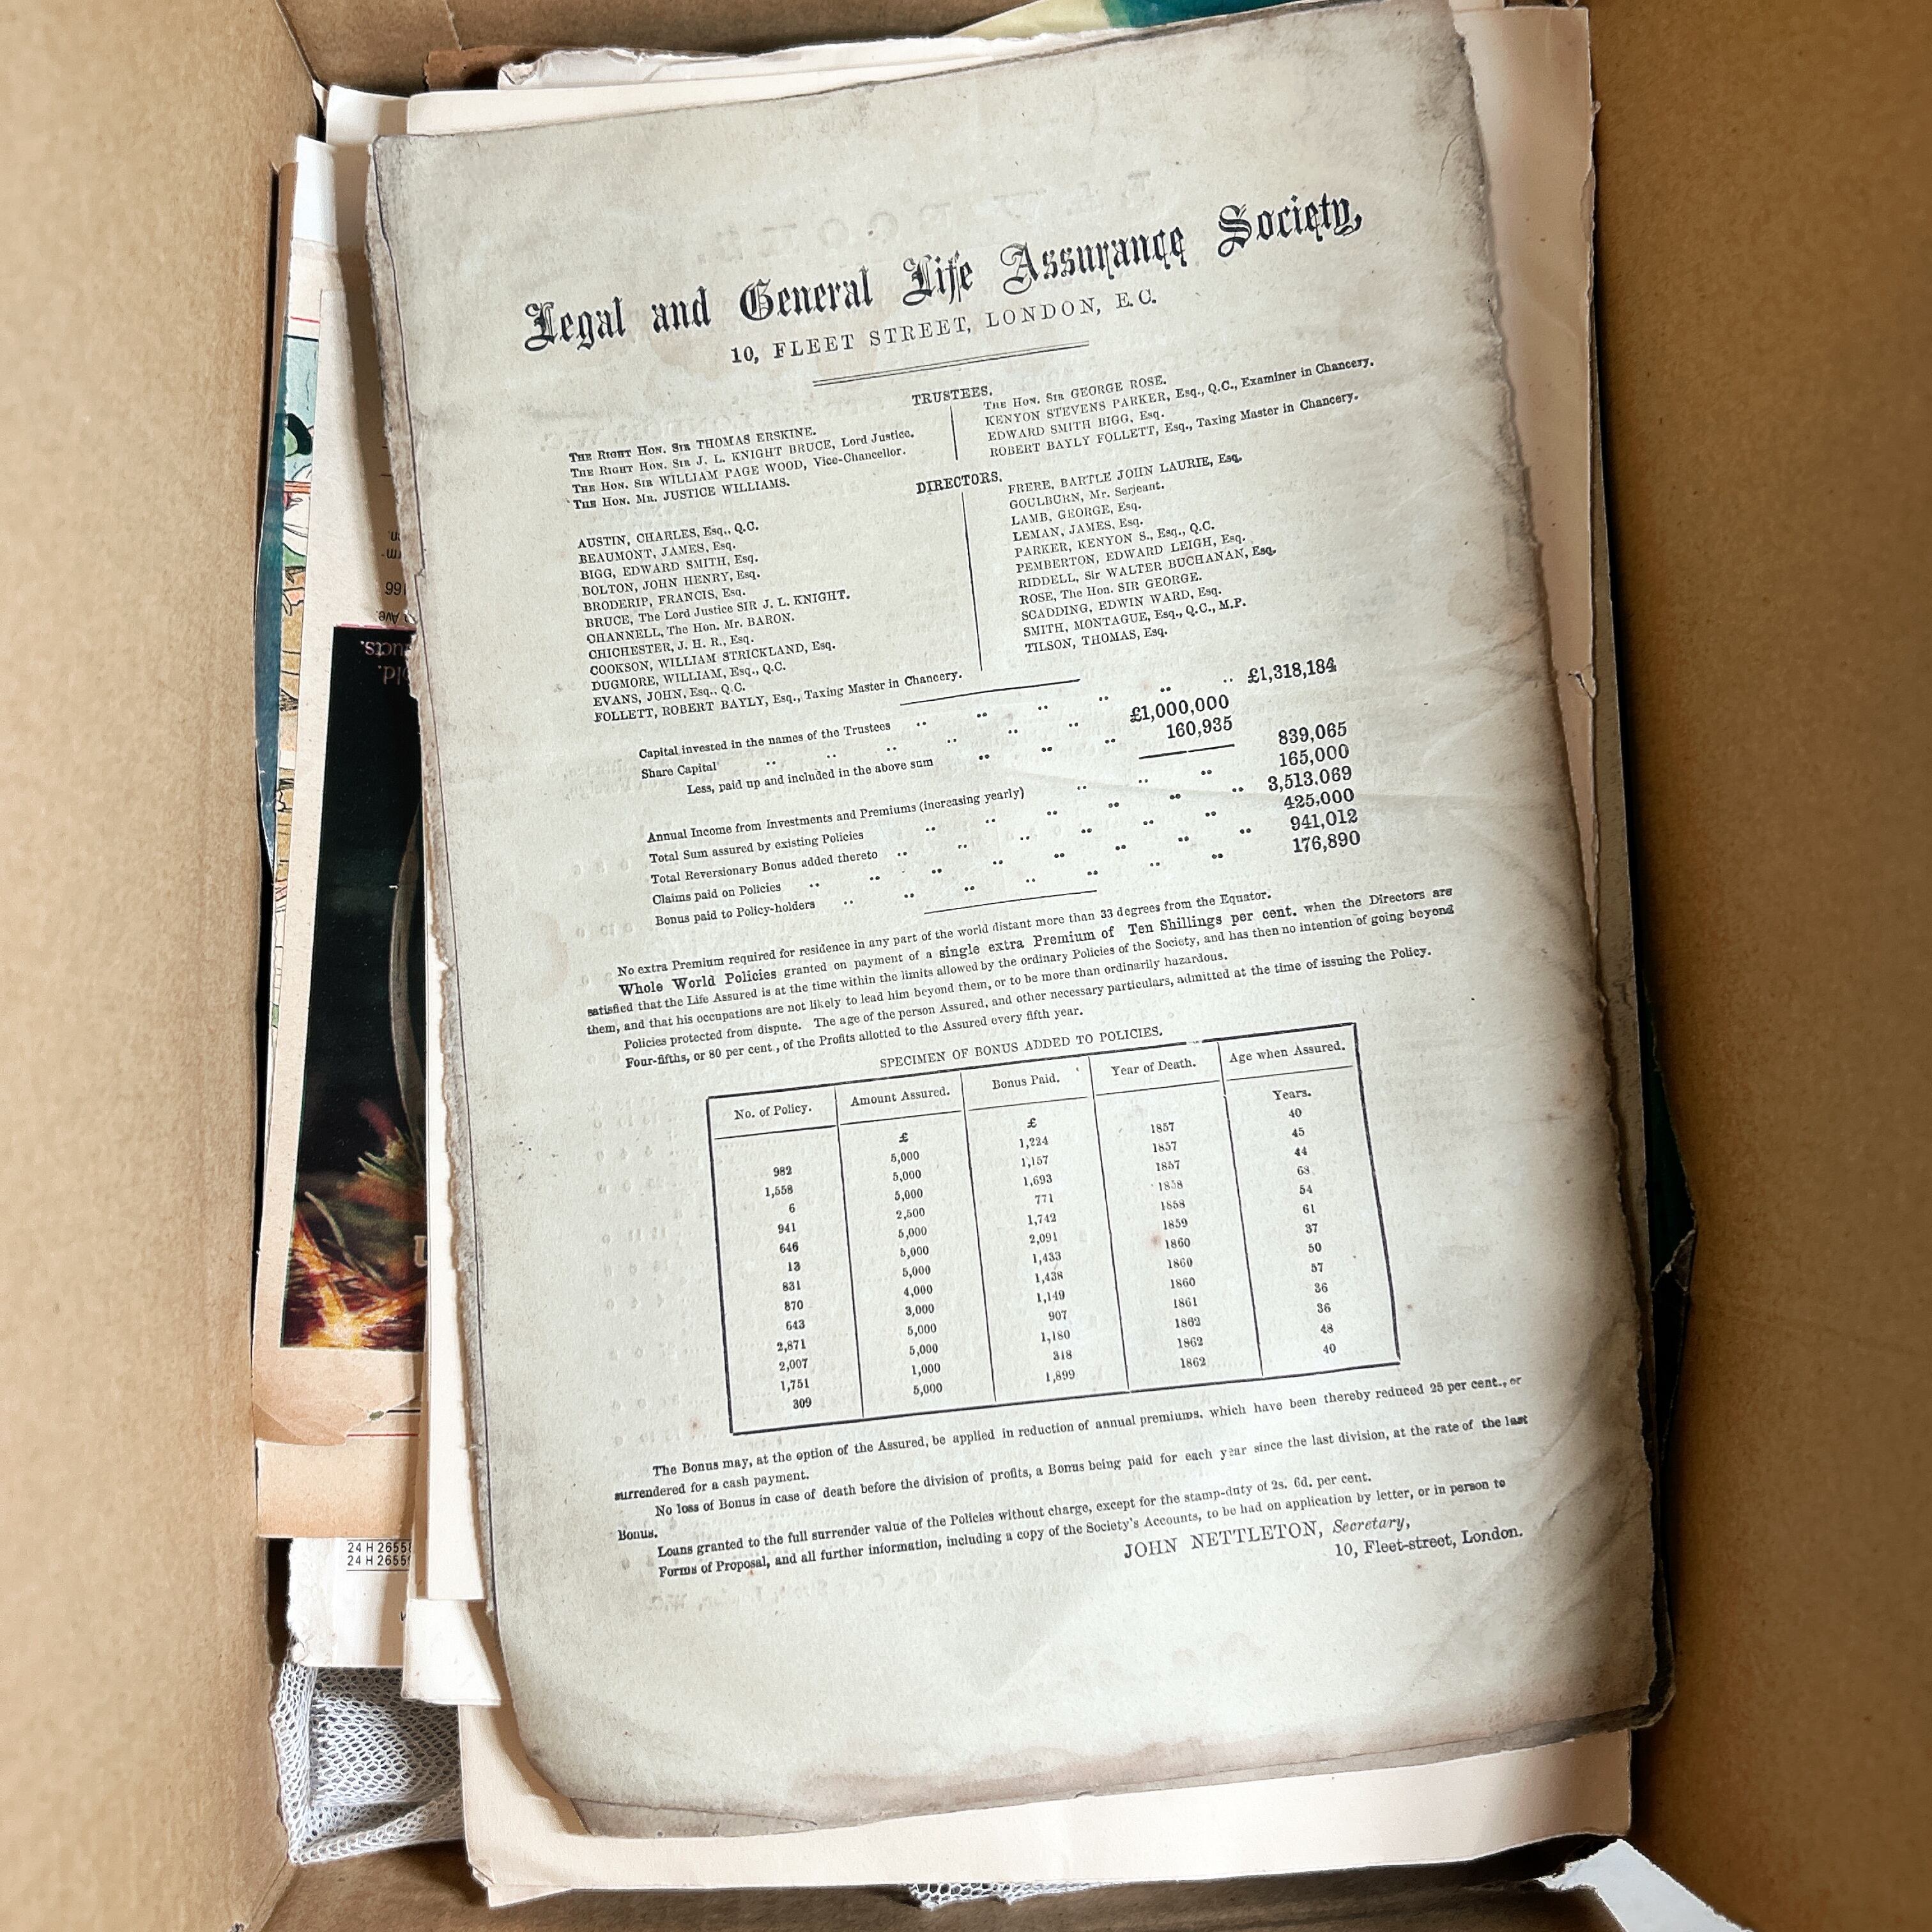 Legal and General Life Assurance Society,
10, FLEET STREET, LONDON, E.C.
TRUSTEES.
THE RIGHT HON. SIR THOMAS ERSKINE.
THE RIGHT HON. SIR J. L. KNIGHT BRUCE, Lord Justice.
THE HON. SIR WILLIAM PAGE WOOD, Vice-Chancellor.
THE HON. MR. JUSTICE WILLIAMS.
THE HON. SIR GEORGE ROSE.
KENYON STEVENS PARKER, Esq., Q.C., Examiner in Chancery.
EDWARD SMITH BIGG, Esq.
ROBERT BAYLY FOLLETT, Esq., Taxing Master in Chancery.
DIRECTORS.
AUSTIN, CHARLES, Esq., Q.C.
BEAUMONT, JAMES, Esq.
BIGG, EDWARD SMITH, Esq.
BOLTON, JOHN HENRY, Esq.
BRODERIP, FRANCIS, Esq.
BRUCE, The Lord Justice SIR J. L. KNIGHT.
CHANNELL, The Hon. Mr. BARON.
CHICHESTER, J. H. R., Esq.
COOKSON, WILLIAM STRICKLAND, Esq.
DUGMORE, WILLIAM, Esq., Q.C.
EVANS, JOHN, Esq., Q.C.
FOLLETT, ROBERT BAYLY, Esq., Taxing Master in Chancery.
FRERE, BARTLE JOHN LAURIE, Esq.
GOULBURN, Mr. Serjeant.
LAMB, GEORGE, Esq.
LEMAN, JAMES, Esq.
PARKER, KENYON S., Esq., Q.C.
PEMBERTON, EDWARD LEIGH, Esq.
RIDDELL, Sir WALTER BUCHANAN, Esq.
ROSE, The Hon. SIR GEORGE.
SCADDING, EDWIN WARD, Esq.
SMITH, MONTAGUE, Esq., Q.C., M.P.
TILSON, THOMAS, Esq.
Capital invested in the names of the Trustees .. .. .. .. .. .. £1,318,184
Share Capital .. .. .. .. .. .. £1,000,000
Less, paid up and included in the above sum .. .. .. 160,935
839,065
Annual Income from Investments and Premiums (increasing yearly) .. .. .. 165,000
Total Sum assured by existing Policies .. .. .. .. .. .. 3,513,069
Total Reversionary Bonus added thereto .. .. .. .. .. .. 425,000
Claims paid on Policies .. .. .. .. .. .. .. .. 941,012
Bonus paid to Policy-holders .. .. .. .. .. .. .. 176,890
No extra Premium required for residence in any part of the world distant more than 33 degrees from the Equator.
Whole World Policies granted on payment of a single extra Premium of Ten Shillings per cent. when the Directors are
satisfied that the Life Assured is at the time within the limits allowed by the ordinary Policies of the Society, and has then no intention of going beyond
them, and that his occupations are not likely to lead him beyond them, or to be more than ordinarily hazardous.
Policies protected from dispute. The age of the person Assured, and other necessary particulars, admitted at the time of issuing the Policy.
Four-fifths, or 80 per cent., of the Profits allotted to the Assured every fifth year.
SPECIMEN OF BONUS ADDED TO POLICIES.
No. of Policy. Amount Assured. Bonus Paid. Year of Death. Age when Assured.
£ £ Years.
982 5,000 1,224 1857 40
1,558 5,000 1,157 1857 45
6 5,000 1,693 1857 44
941 2,500 771 1858 68
646 5,000 1,742 1858 54
13 5,000 2,091 1859 61
831 5,000 1,433 1860 37
870 4,000 1,438 1860 50
643 3,000 1,149 1860 57
2,871 5,000 907 1861 36
2,007 5,000 1,180 1862 36
1,751 1,000 318 1862 48
309 5,000 1,899 1862 40
The Bonus may, at the option of the Assured, be applied in reduction of annual premiums, which have been thereby reduced 25 per cent., or
surrendered for a cash payment.
No loss of Bonus in case of death before the division of profits, a Bonus being paid for each year since the last division, at the rate of the last
Bonus.
Loans granted to the full surrender value of the Policies without charge, except for the stamp-duty of 2s. 6d. per cent.
Forms of Proposal, and all further information, including a copy of the Society's Accounts, to be had on application by letter, or in person to
JOHN NETTLETON, Secretary,
10, Fleet-street, London.
Ave.
ucts.
old.
24 H 2655
24 H 2655